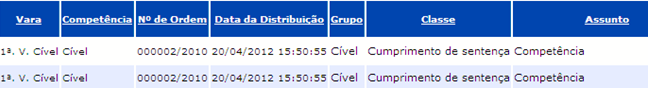 Vara Competência Nº de Ordem Data da Distribuição Grupo Classe Assunto
1ª. V. Cível Cível 000002/2010 20/04/2012 15:50:55 Cível Cumprimento de sentença Competência
1ª. V. Cível Cível 000002/2010 20/04/2012 15:50:55 Cível Cumprimento de sentença Competência